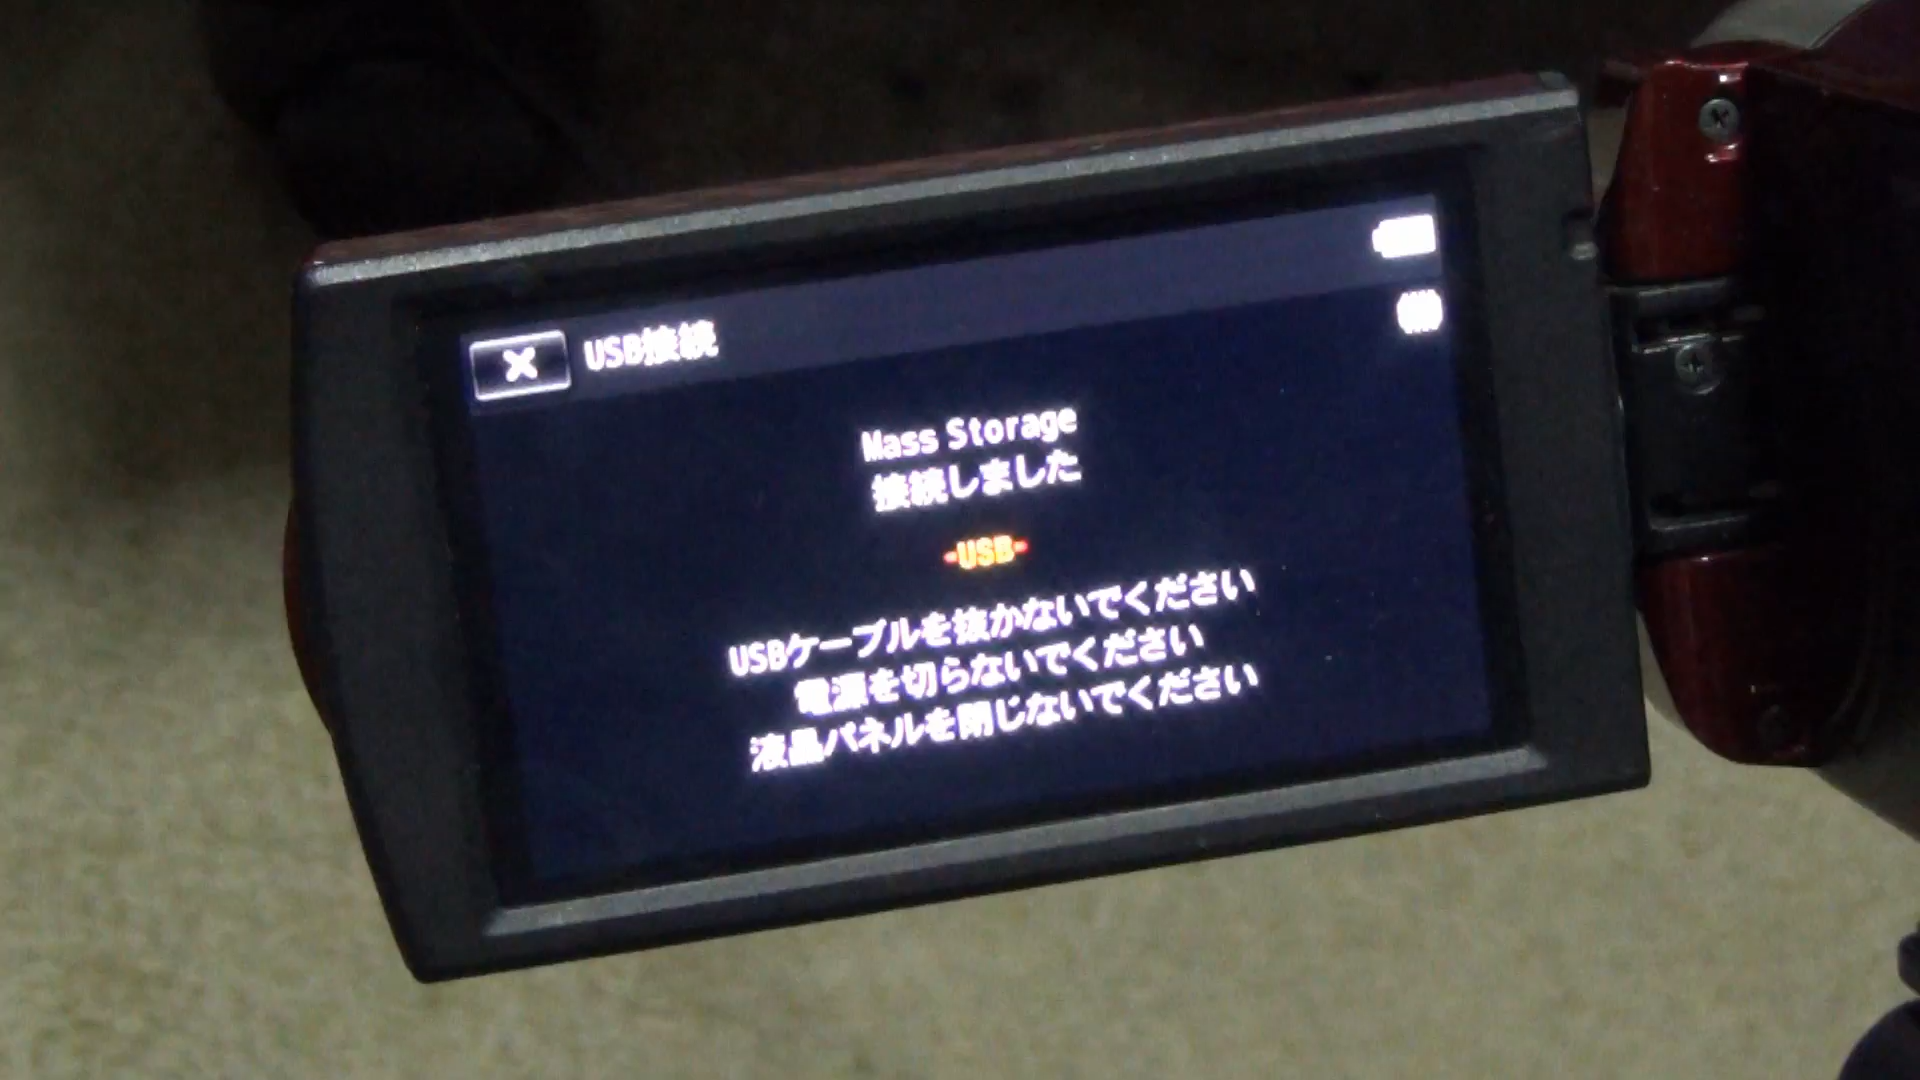 USB接続
Mass Storage
接続しました
USB
USBケーブルを抜かないでください
電源を切らないでください
液晶パネルを閉じないでください